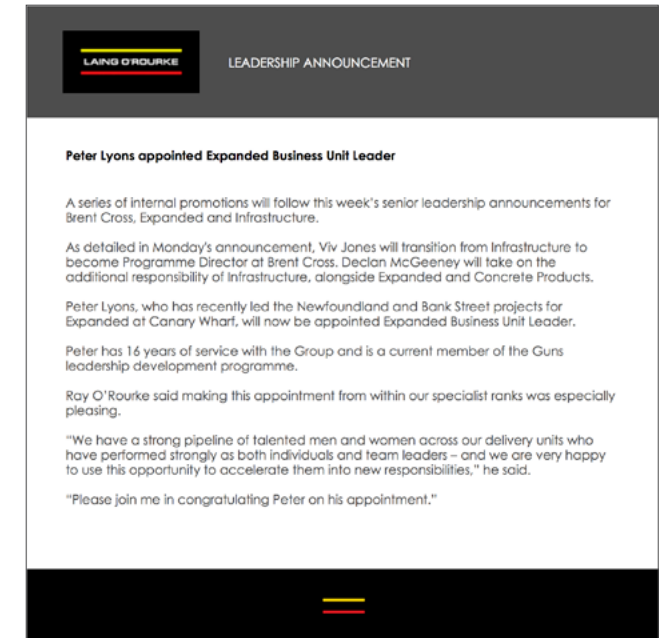 LAING O'ROURKE
LEADERSHIP ANNOUNCEMENT
Peter Lyons appointed Expanded Business Unit Leader
A series of internal promotions will follow this week's senior leadership announcements for
Brent Cross, Expanded and Infrastructure.
As detailed in Monday's announcement, Viv Jones will transition from Infrastructure to
become Programme Director at Brent Cross. Declan McGeeney will take on the
additional responsibility of Infrastructure, alongside Expanded and Concrete Products.
Peter Lyons, who has recently led the Newfoundland and Bank Street projects for
Expanded at Canary Wharf, will now be appointed Expanded Business Unit Leader.
Peter has 16 years of service with the Group and is a current member of the Guns
leadership development programme.
Ray O'Rourke said making this appointment from within our specialist ranks was especially
pleasing.
"We have a strong pipeline of talented men and women across our delivery units who
have performed strongly as both individuals and team leaders – and we are very happy
to use this opportunity to accelerate them into new responsibilities," he said.
"Please join me in congratulating Peter on his appointment."